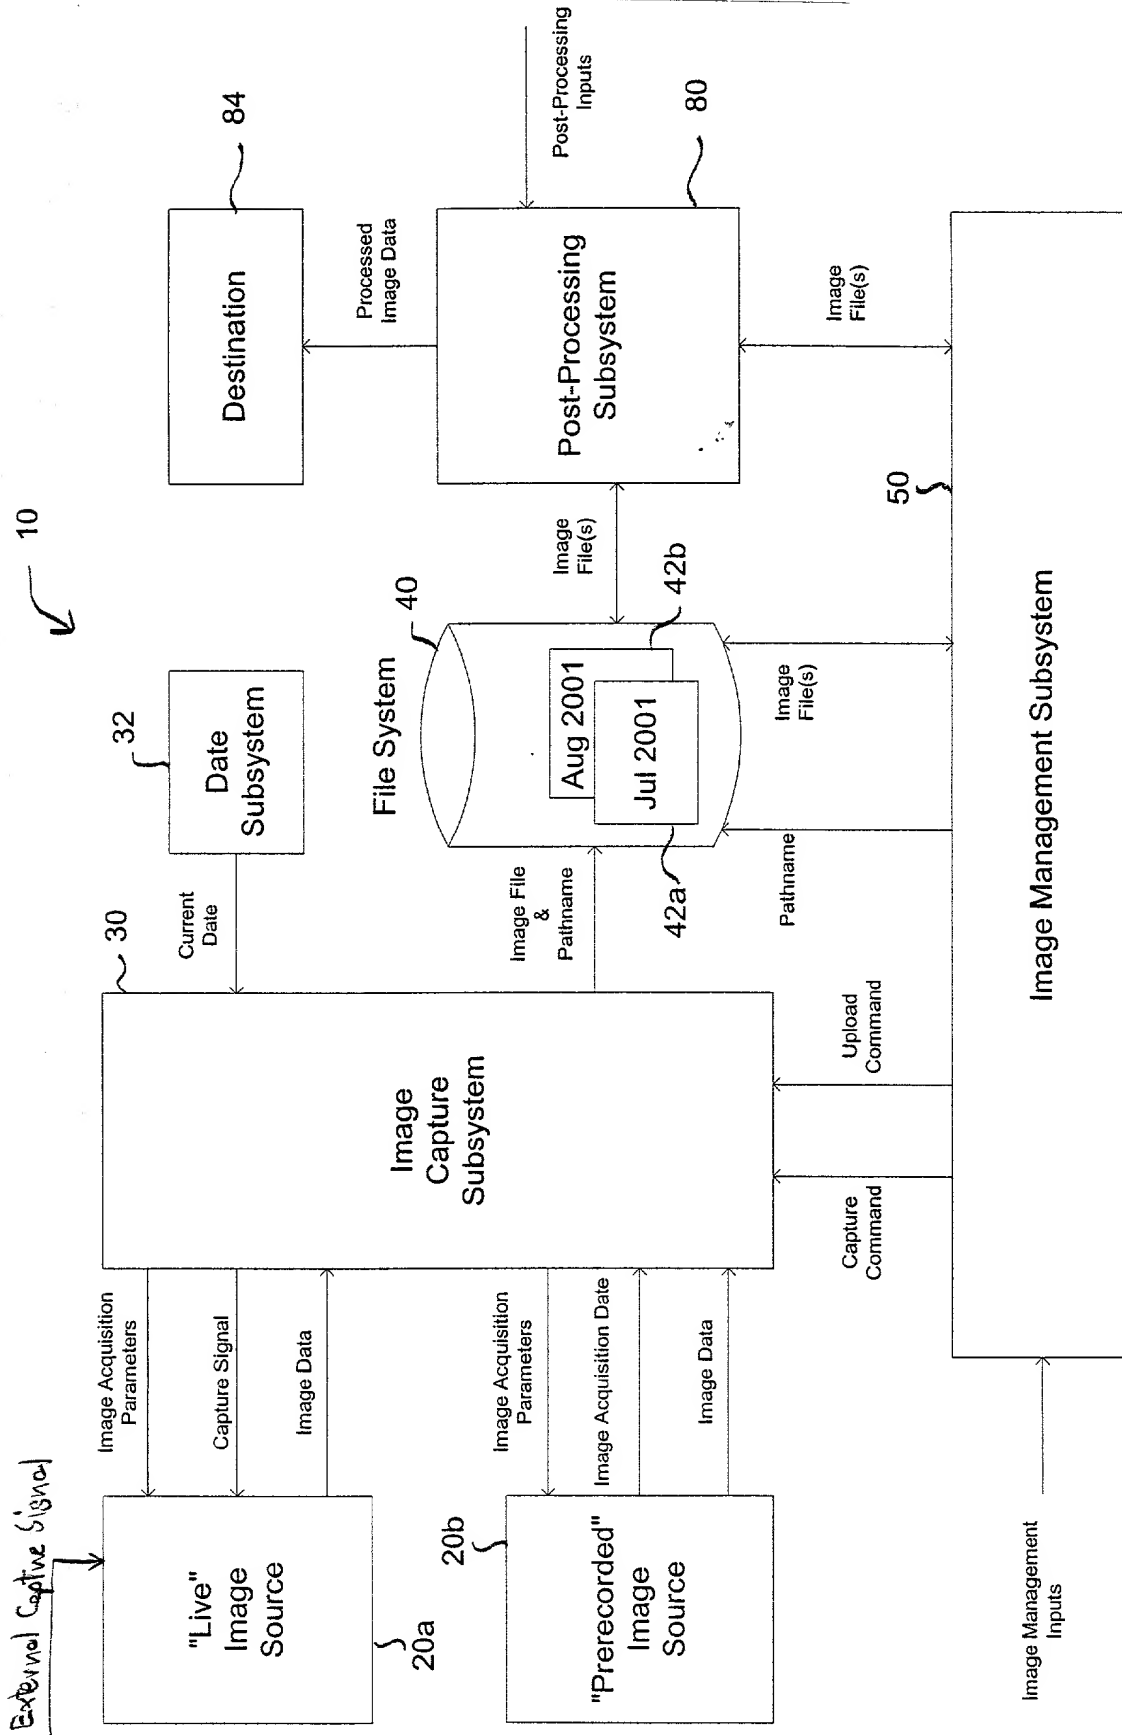 External Capture Signal
10
"Live"
Image
Source
20a
Image Acquisition
Parameters
Capture Signal
Image Data
"Prerecorded"
Image
Source
20b
Image Acquisition
Parameters
Image Acquisition Date
Image Data
Image
Capture
Subsystem
30
Current
Date
Date
Subsystem
32
Image File
&
Pathname
File System
40
Aug 2001
Jul 2001
42a
42b
Image
File(s)
Destination
84
Processed
Image Data
Post-Processing
Subsystem
80
Post-Processing
Inputs
Capture
Command
Upload
Command
Pathname
Image
File(s)
Image
File(s)
50
Image Management Subsystem
Image Management
Inputs